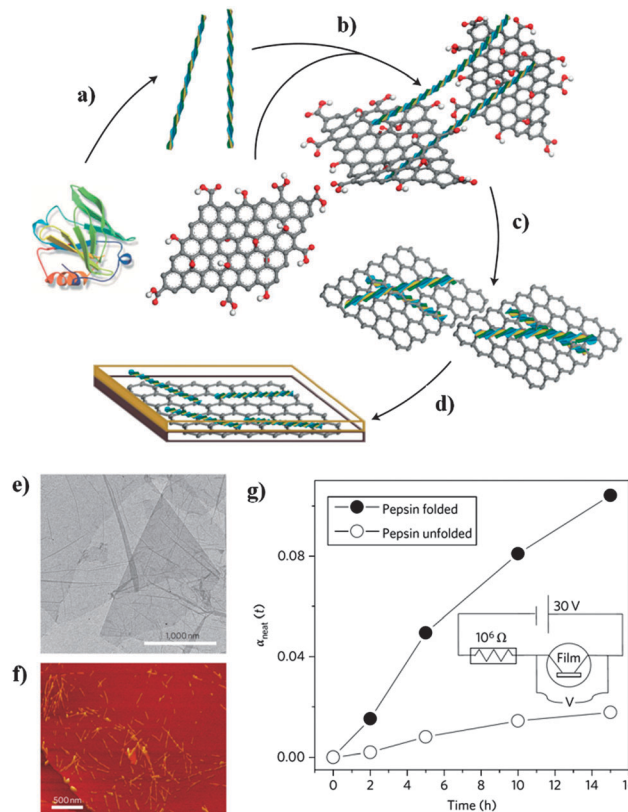 a)
b)
c)
d)
e)
1,000 nm
f)
500 nm
g)
Pepsin folded
Pepsin unfolded
α_neat (t)
0.08
0.04
0.00
30 V
10⁶ Ω
Film
V
0 2 4 6 8 10 12 14 16
Time (h)